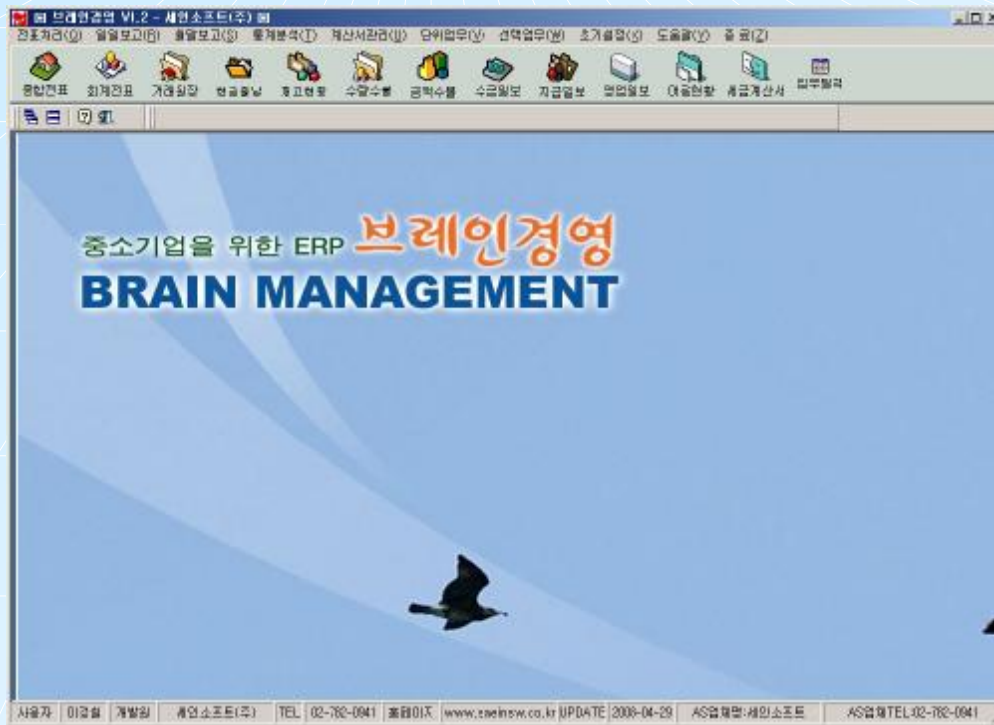 브레인경영 V1.2 - 세인소프트(주)
전표처리(Q) 일일보고(R) 월말보고(S) 통계분석(T) 계산서관리(U) 단위업무(V) 선택업무(W) 초기설정(X) 도움말(Y) 종 료(Z)
종합전표 회계전표 거래원장 현금출납 재고현황 수량수불 금액수불 수금일보 지급일보 영업일보 어음현황 세금계산서 업무달력
중소기업을 위한 ERP 브레인경영
BRAIN MANAGEMENT
사용자 이경철 개발원 세인소프트(주) TEL 02-782-0941 홈페이지 www.saeinsw.co.kr UPDATE 2008-04-29 AS업체명:세인소프트 AS업체TEL:02-782-0941